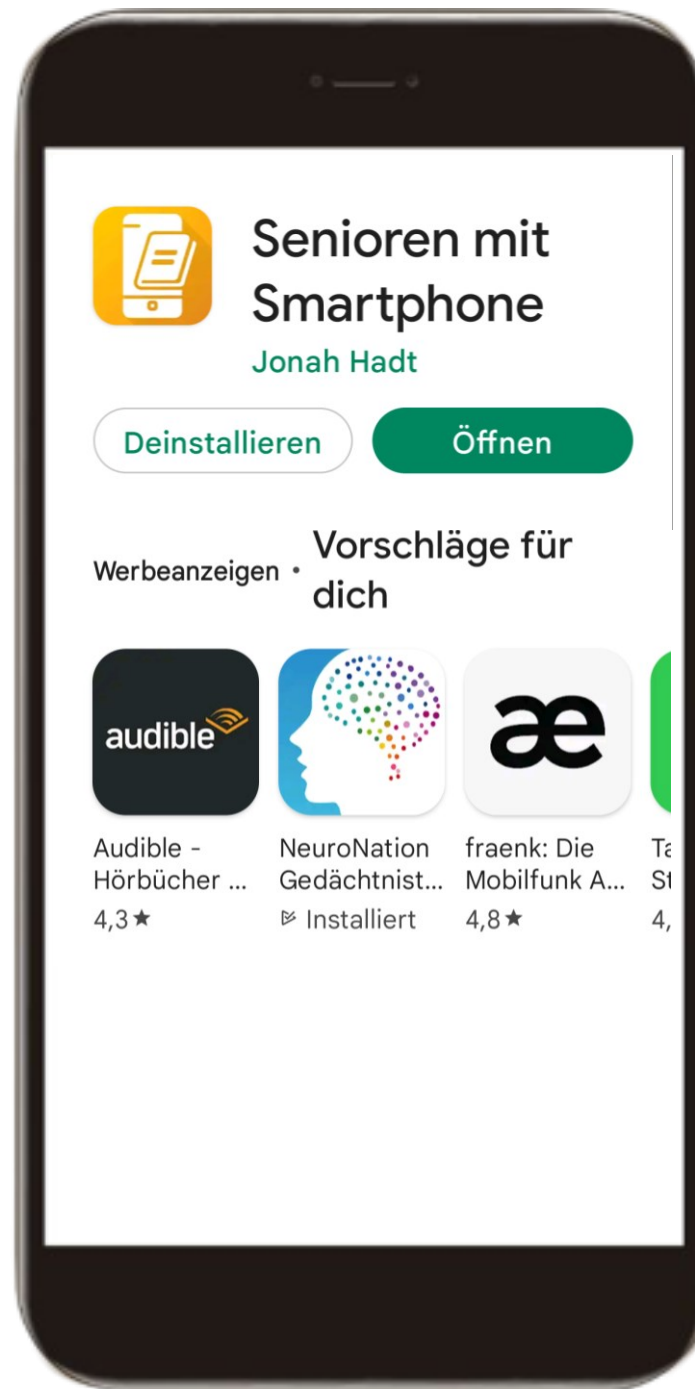 Senioren mit
Smartphone
Jonah Hadt
Deinstallieren
Öffnen
Werbeanzeigen •
Vorschläge für
dich
audible
æ
Audible -
Hörbücher ...
4,3★
NeuroNation
Gedächtnist...
Installiert
fraenk: Die
Mobilfunk A...
4,8★
4,